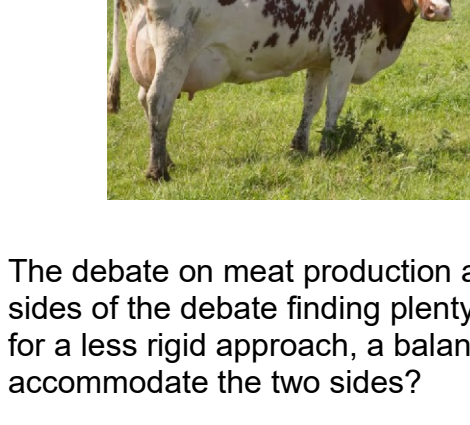 The debate on meat production a
sides of the debate finding plenty
for a less rigid approach, a balan
accommodate the two sides?